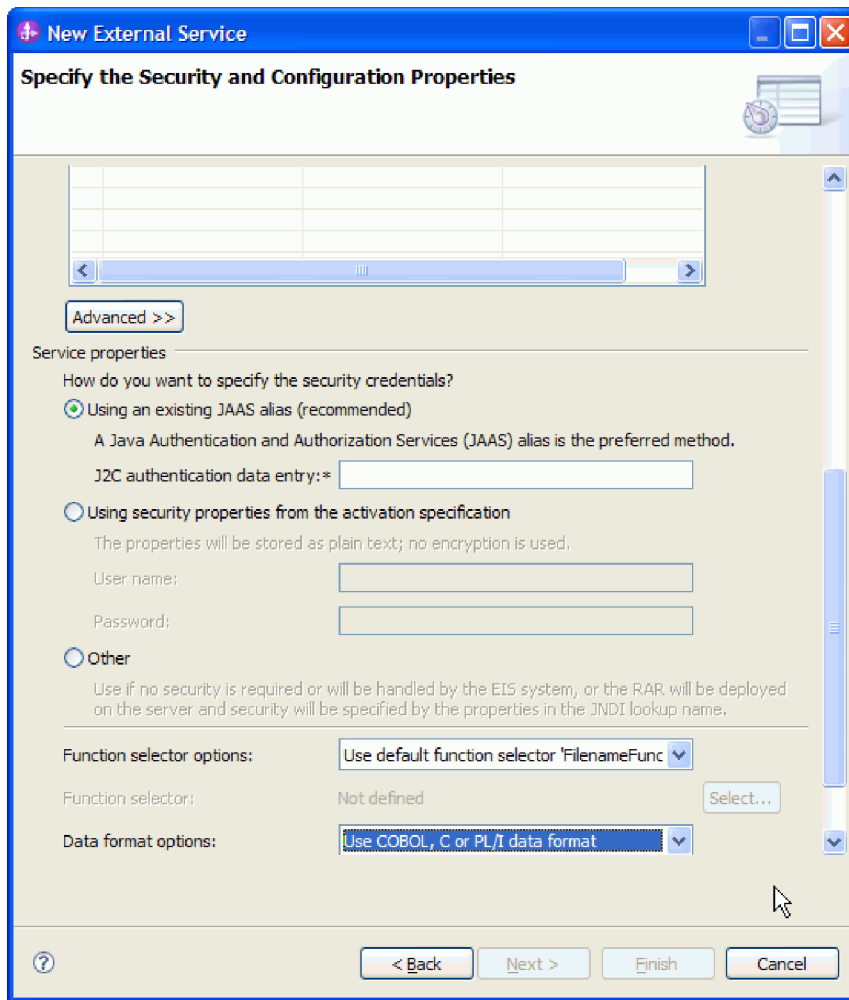 New External Service
Specify the Security and Configuration Properties
Advanced >>
Service properties
How do you want to specify the security credentials?
Using an existing JAAS alias (recommended)
A Java Authentication and Authorization Services (JAAS) alias is the preferred method.
J2C authentication data entry:*
Using security properties from the activation specification
The properties will be stored as plain text; no encryption is used.
User name:
Password:
Other
Use if no security is required or will be handled by the EIS system, or the RAR will be deployed
on the server and security will be specified by the properties in the JNDI lookup name.
Function selector options: Use default function selector 'FilenameFunc
Function selector: Not defined Select...
Data format options: Use COBOL, C or PL/I data format
? < Back Next > Finish Cancel